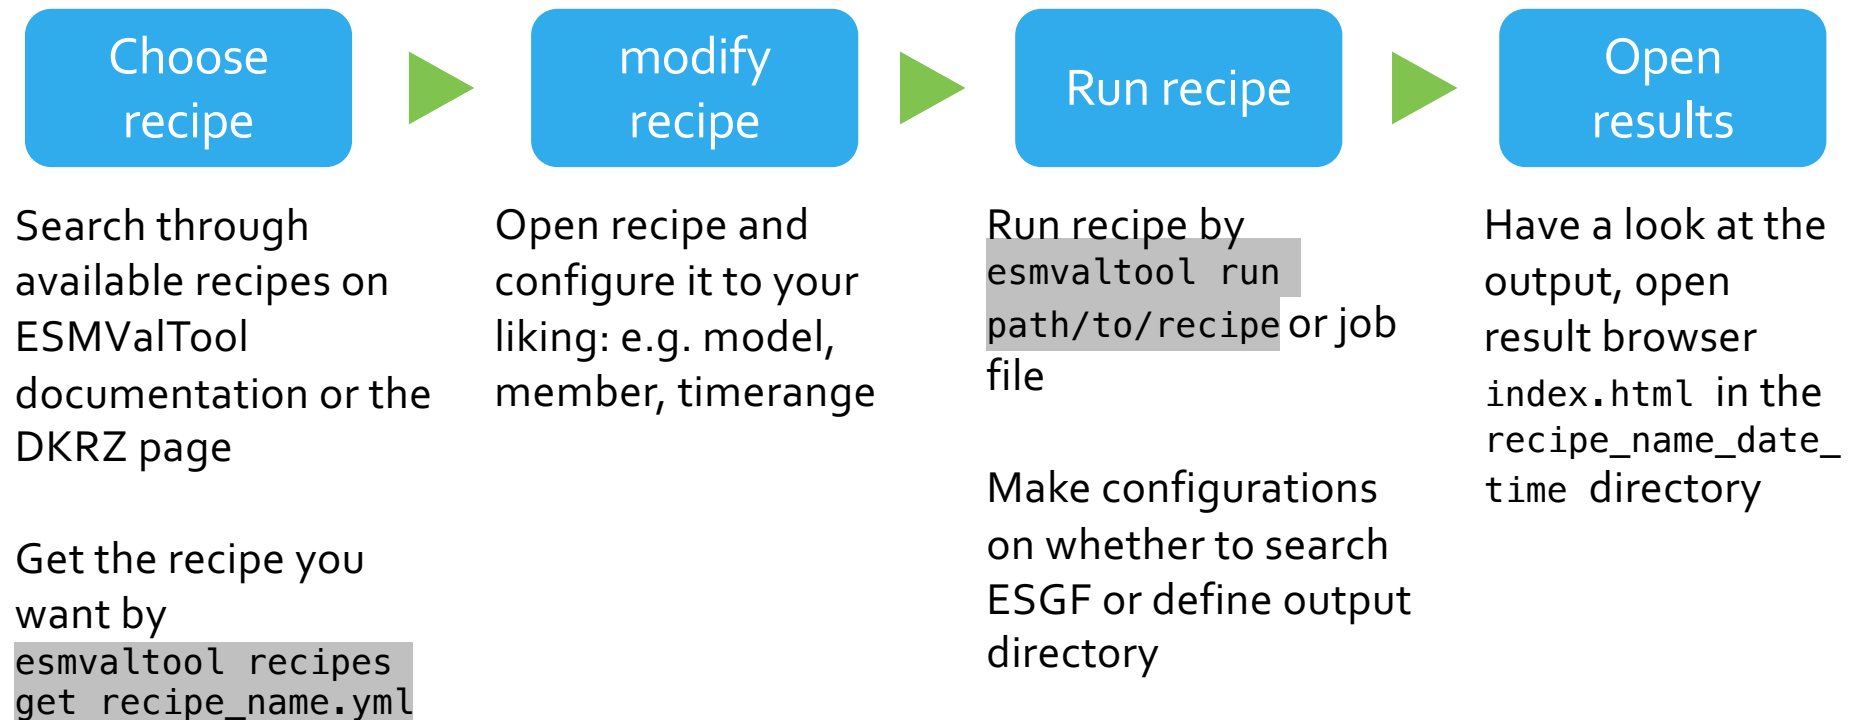 Choose
recipe
modify
recipe
Run recipe
Open
results
Search through
available recipes on
ESMValTool
documentation or the
DKRZ page
Get the recipe you
want by
esmvaltool recipes
get recipe_name.yml
Open recipe and
configure it to your
liking: e.g. model,
member, timerange
Run recipe by
esmvaltool run
path/to/recipe or job
file
Make configurations
on whether to search
ESGF or define output
directory
Have a look at the
output, open
result browser
index.html in the
recipe_name_date_
time directory